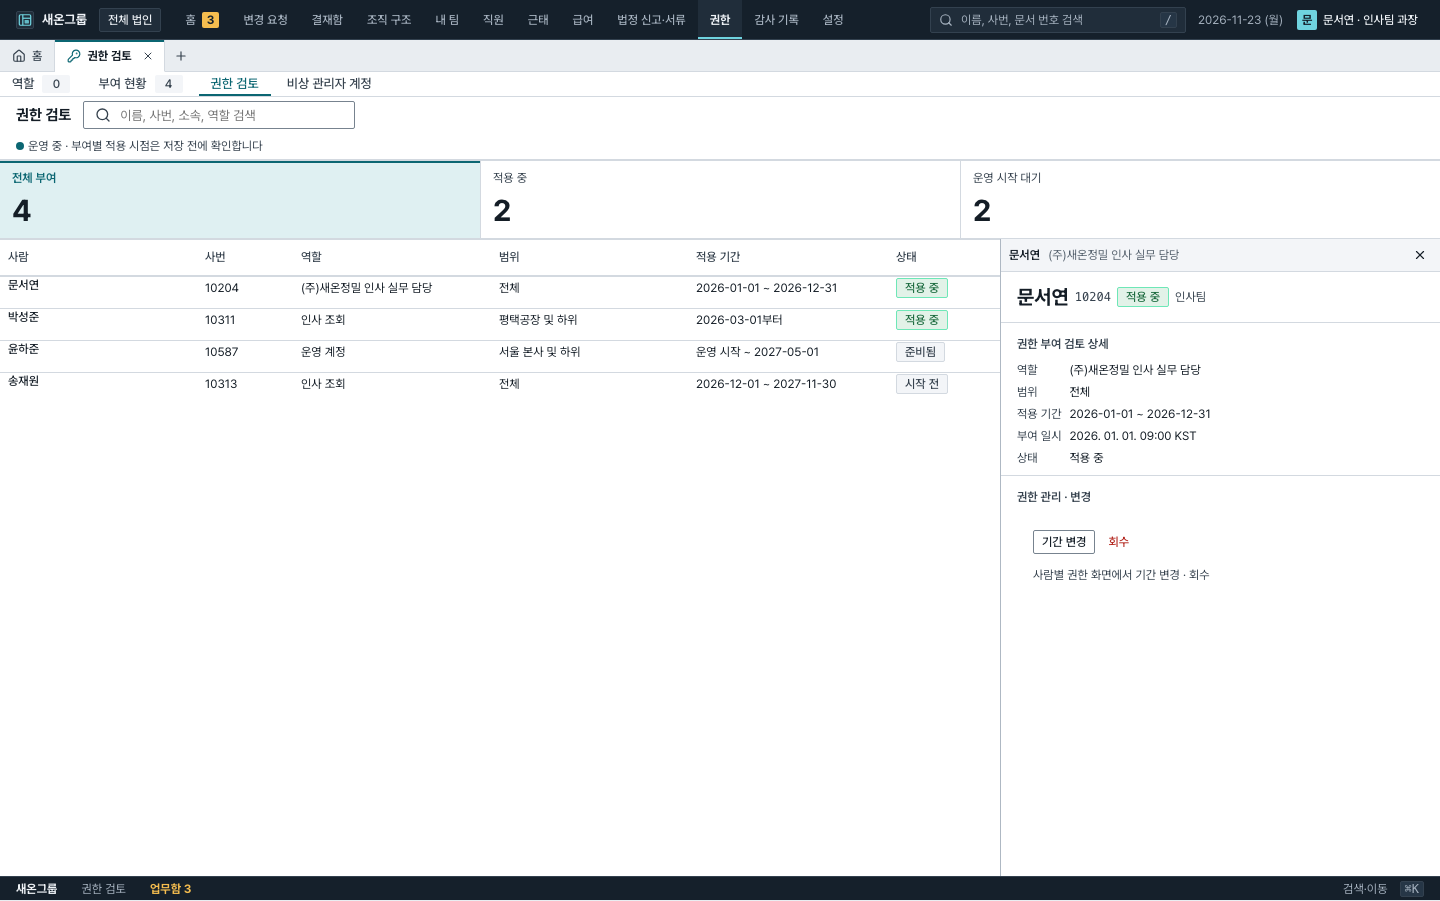 새온그룹 전체 법인 홈 3 변경 요청 결재함 조직 구조 내 팀 직원 근태 급여 법정 신고·서류 권한 감사 기록 설정 이름, 사번, 문서 번호 검색 / 2026-11-23 (월) 문 문서연 · 인사팀 과장
홈 권한 검토
역할 0 부여 현황 4 권한 검토 비상 관리자 계정
권한 검토 이름, 사번, 소속, 역할 검색
운영 중 · 부여별 적용 시점은 저장 전에 확인합니다
전체 부여 적용 중 운영 시작 대기
4 2 2
사람 사번 역할 범위 적용 기간 상태
문서연 10204 (주)새온정밀 인사 실무 담당 전체 2026-01-01 ~ 2026-12-31 적용 중
박성준 10311 인사 조회 평택공장 및 하위 2026-03-01부터 적용 중
윤하준 10587 운영 계정 서울 본사 및 하위 운영 시작 ~ 2027-05-01 준비됨
송재원 10313 인사 조회 전체 2026-12-01 ~ 2027-11-30 시작 전
문서연 (주)새온정밀 인사 실무 담당
문서연 10204 적용 중 인사팀
권한 부여 검토 상세
역할 (주)새온정밀 인사 실무 담당
범위 전체
적용 기간 2026-01-01 ~ 2026-12-31
부여 일시 2026. 01. 01. 09:00 KST
상태 적용 중
권한 관리 · 변경
기간 변경 회수
사람별 권한 화면에서 기간 변경 · 회수
새온그룹 권한 검토 업무함 3 검색·이동 ⌘K